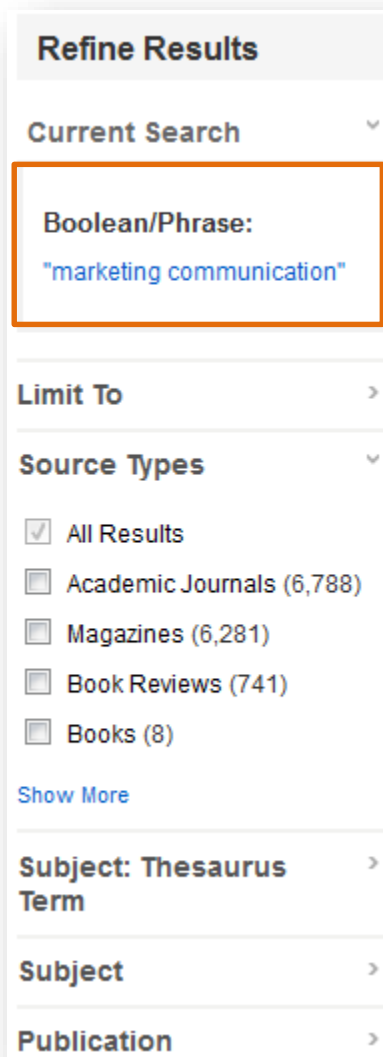 Refine Results
Current Search
Boolean/Phrase:
"marketing communication"
Limit To
Source Types
All Results
Academic Journals (6,788)
Magazines (6,281)
Book Reviews (741)
Books (8)
Show More
Subject: Thesaurus
Term
Subject
Publication